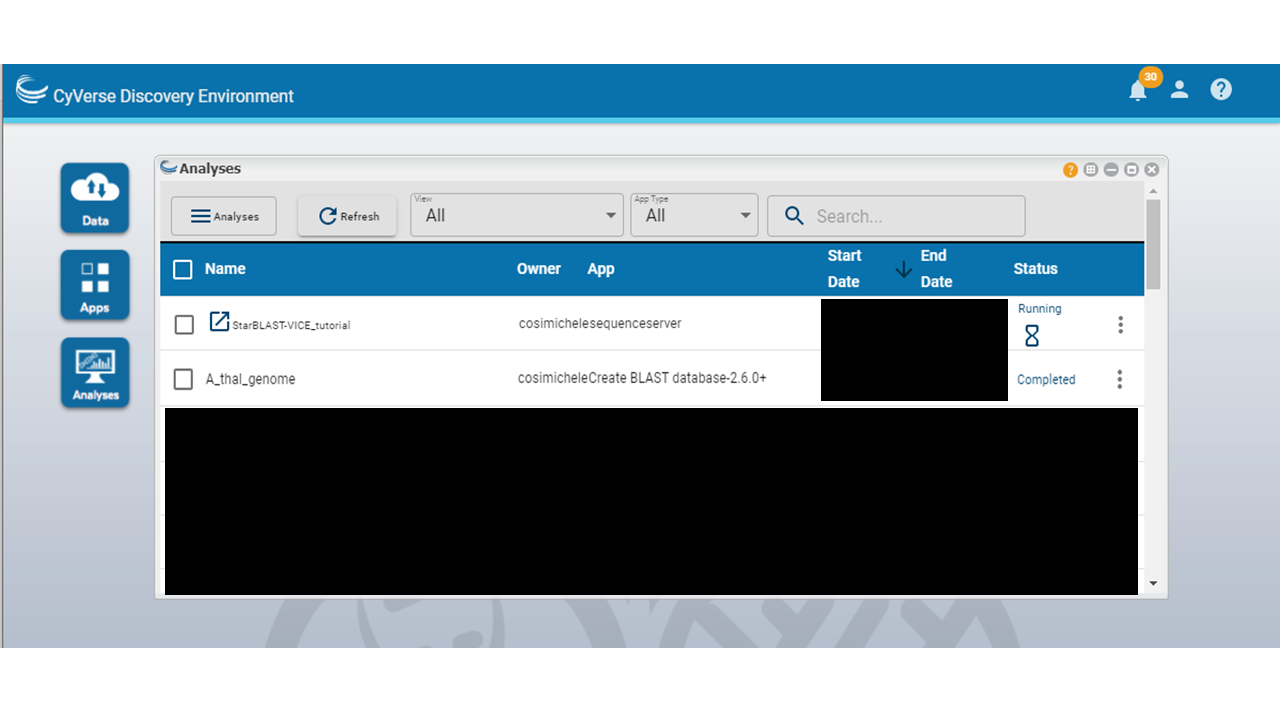 30
CyVerse Discovery Environment
Analyses
?
Data
Analyses
Refresh
View
All
App Type
All
Search...
Name
Owner
App
Start
Date
End
Date
Status
Apps
StarBLAST-VICE_tutorial
cosimichele
sequenceserver
Running
A_thal_genome
cosimichele
Create BLAST database-2.6.0+
Completed
Analyses